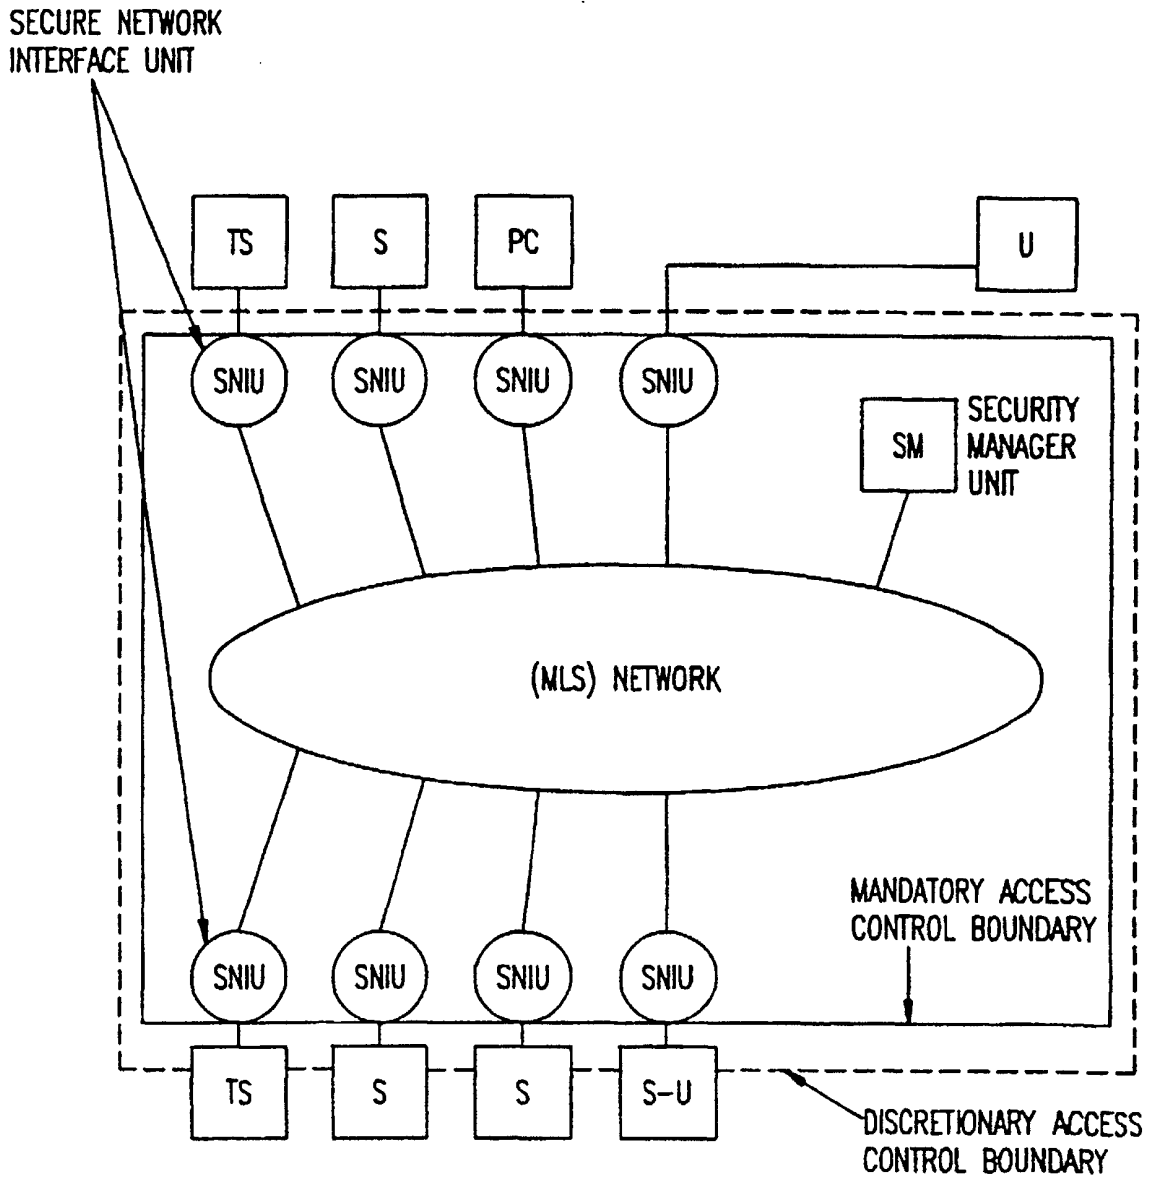 SECURE NETWORK
INTERFACE UNIT
TS
S
PC
U
SNIU
SNIU
SNIU
SNIU
SM
SECURITY
MANAGER
UNIT
(MLS) NETWORK
MANDATORY ACCESS
CONTROL BOUNDARY
SNIU
SNIU
SNIU
SNIU
TS
S
S
S-U
DISCRETIONARY ACCESS
CONTROL BOUNDARY